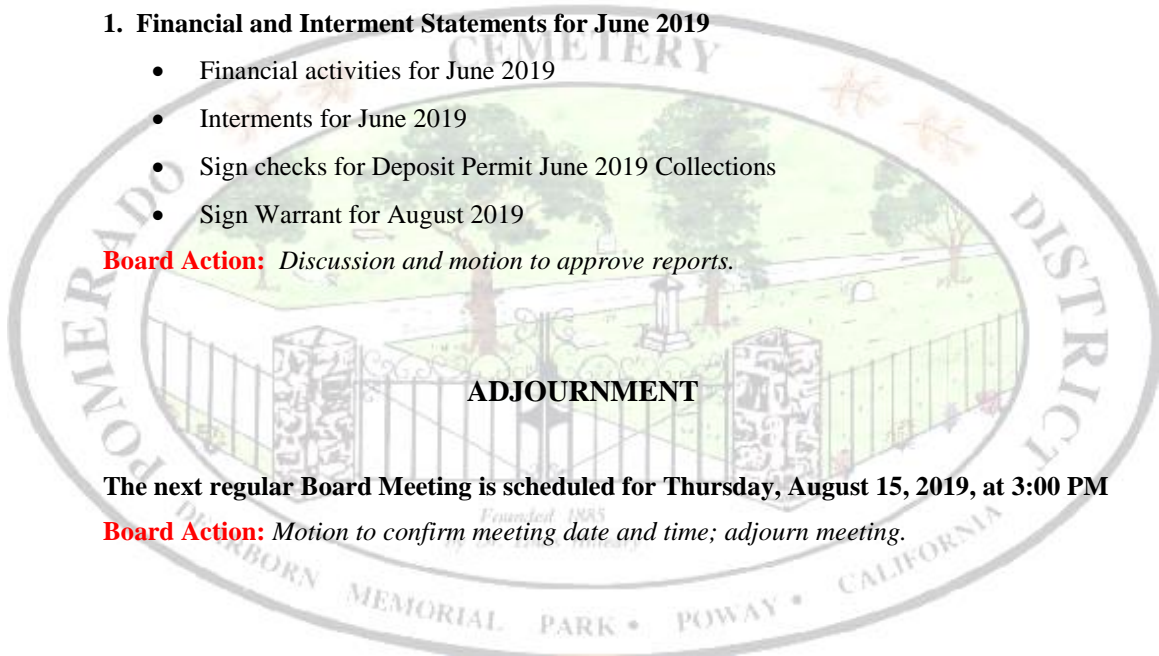 1. Financial and Interment Statements for June 2019
• Financial activities for June 2019
• Interments for June 2019
• Sign checks for Deposit Permit June 2019 Collections
• Sign Warrant for August 2019
Board Action: Discussion and motion to approve reports.
ADJOURNMENT
The next regular Board Meeting is scheduled for Thursday, August 15, 2019, at 3:00 PM
Board Action: Motion to confirm meeting date and time; adjourn meeting.
POMERADO CEMETERY DISTRICT
Founded 1885
DEARBORN MEMORIAL PARK • POWAY • CALIFORNIA